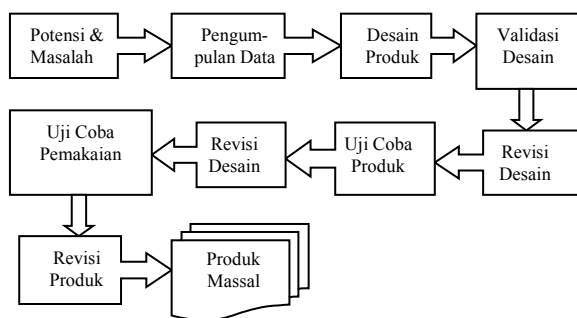 Potensi &
Masalah
Pengum-
pulan Data
Desain
Produk
Validasi
Desain
Revisi
Desain
Uji Coba
Produk
Revisi
Desain
Uji Coba
Pemakaian
Revisi
Produk
Produk
Massal